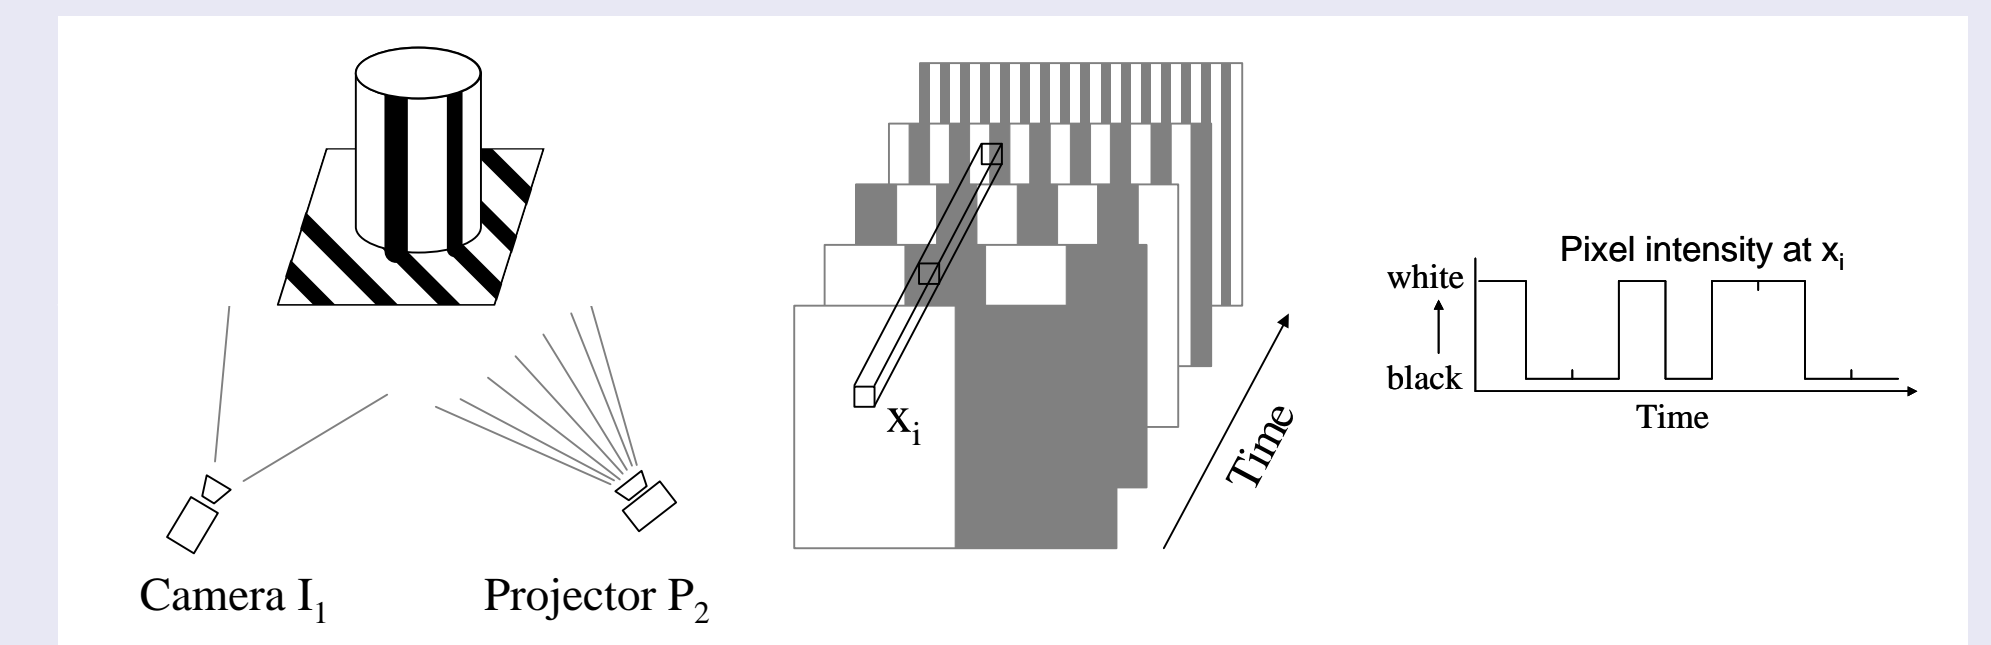 Camera I₁
Projector P₂
xᵢ
Time
Pixel intensity at xᵢ
white
black
Time